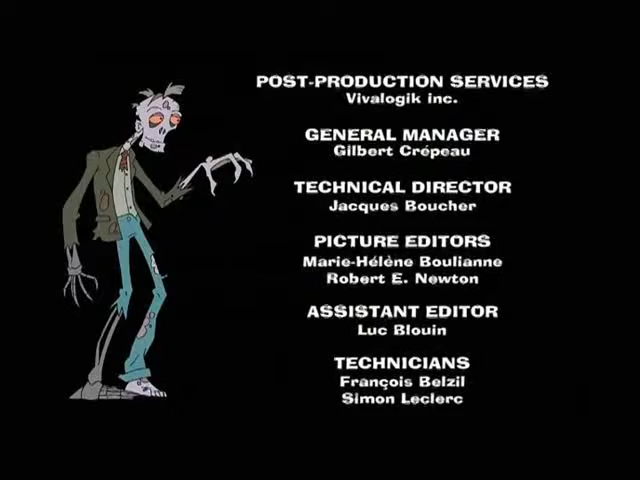 POST-PRODUCTION SERVICES
Vivalogik inc.
GENERAL MANAGER
Gilbert Crépeau
TECHNICAL DIRECTOR
Jacques Boucher
PICTURE EDITORS
Marie-Hélène Boulianne
Robert E. Newton
ASSISTANT EDITOR
Luc Blouin
TECHNICIANS
François Belzil
Simon Leclerc